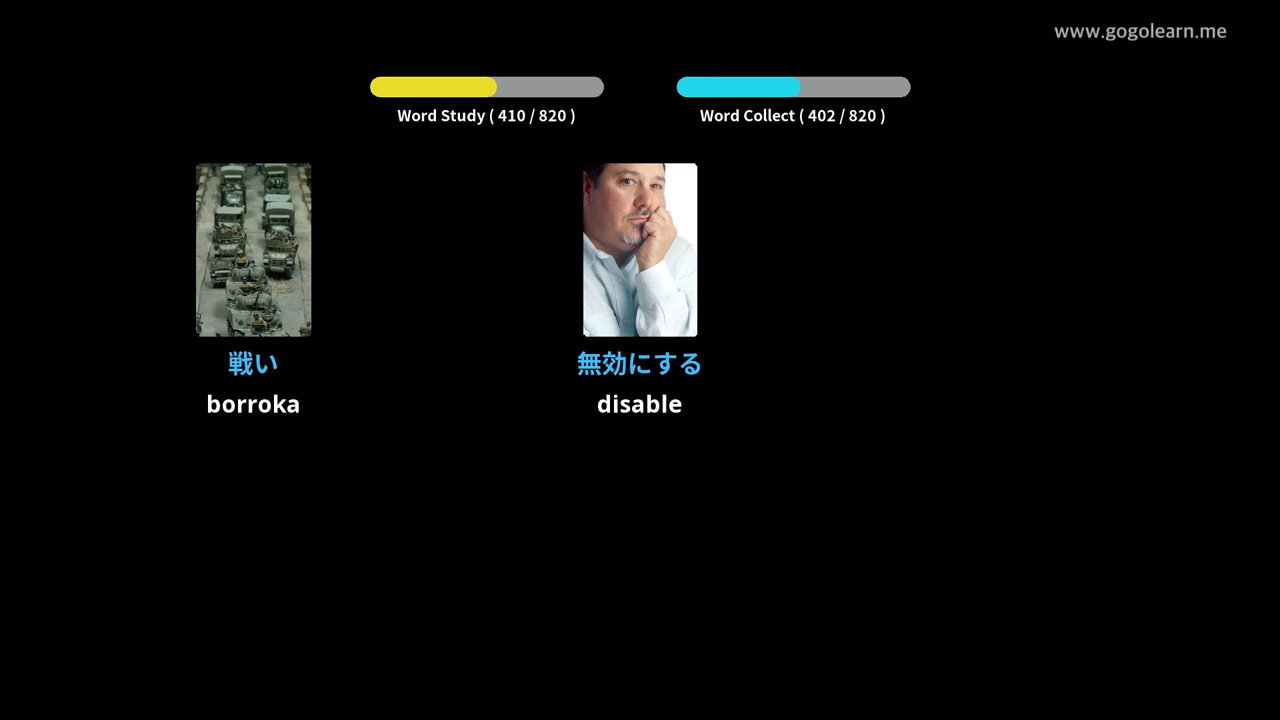 www.gogolearn.me
Word Study ( 410 / 820 )
Word Collect ( 402 / 820 )
戦い
borroka
無効にする
disable